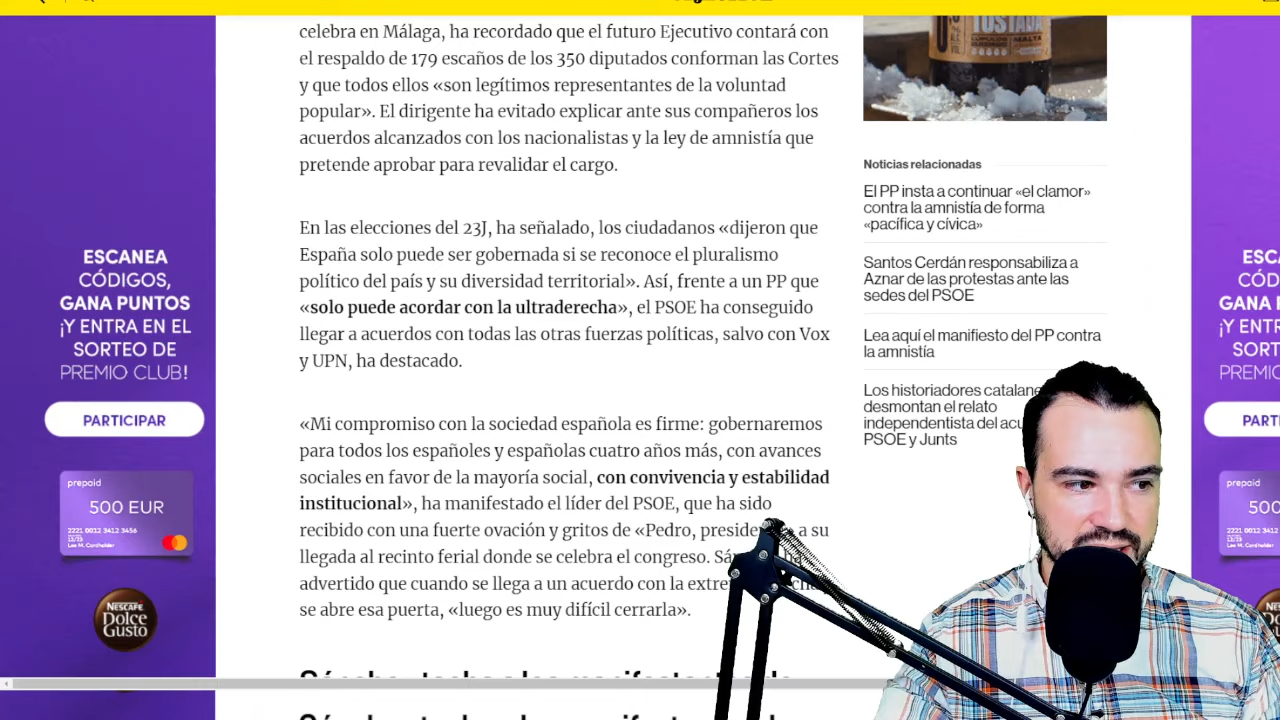 celebra en Málaga, ha recordado que el futuro Ejecutivo contará con
el respaldo de 179 escaños de los 350 diputados conforman las Cortes
y que todos ellos «son legítimos representantes de la voluntad
popular». El dirigente ha evitado explicar ante sus compañeros los
acuerdos alcanzados con los nacionalistas y la ley de amnistía que
pretende aprobar para revalidar el cargo.
En las elecciones del 23J, ha señalado, los ciudadanos «dijeron que
España solo puede ser gobernada si se reconoce el pluralismo
político del país y su diversidad territorial». Así, frente a un PP que
«solo puede acordar con la ultraderecha», el PSOE ha conseguido
llegar a acuerdos con todas las otras fuerzas políticas, salvo con Vox
y UPN, ha destacado.
«Mi compromiso con la sociedad española es firme: gobernaremos
para todos los españoles y españolas cuatro años más, con avances
sociales en favor de la mayoría social, con convivencia y estabilidad
institucional», ha manifestado el líder del PSOE, que ha sido
recibido con una fuerte ovación y gritos de «Pedro, a su
llegada al recinto ferial donde se celebra el congreso.
advertido que cuando se llega a un acuerdo con la
se abre esa puerta, «luego es muy difícil cerrarla».
TOSTADA
MALTA
Noticias relacionadas
El PP insta a continuar «el clamor»
contra la amnistía de forma
«pacífica y cívica»
Santos Cerdán responsabiliza a
Aznar de las protestas ante las
sedes del PSOE
Lea aquí el manifiesto del PP contra
la amnistía
Los historiadores
desmontan el relato
independentista del
PSOE y Junts
ESCANEA
CÓDIGOS,
GANA PUNTOS
¡Y ENTRA EN EL
SORTEO DE
PREMIO CLUB!
PARTICIPAR
prepaid
500 EUR
2221 0012 3412 3456
12/23
Lee M. Cardholder
NESCAFÉ
Dolce
Gusto
prepaid